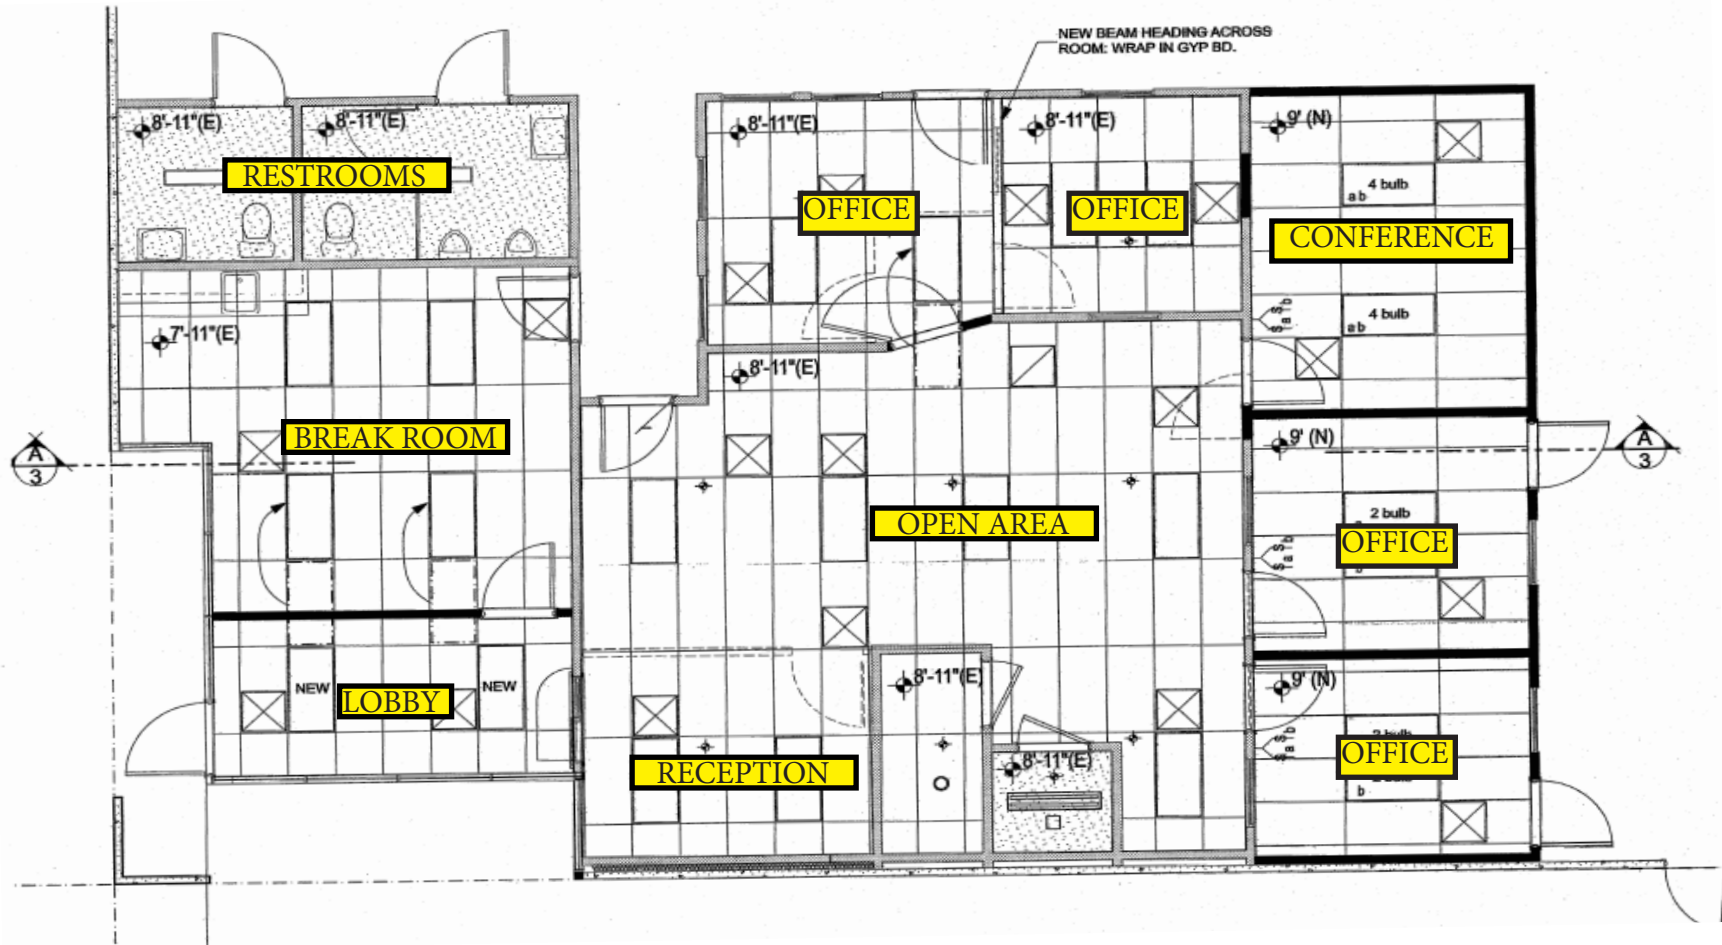 NEW BEAM HEADING ACROSS
ROOM: WRAP IN GYP BD.
8'-11"(E)
8'-11"(E)
8'-11"(E)
8'-11"(E)
9' (N)
RESTROOMS
OFFICE
OFFICE
4 bulb
a b
CONFERENCE
4 bulb
a b
S S
a b
7'-11"(E)
8'-11"(E)
BREAK ROOM
A
3
9' (N)
A
3
2 bulb
OPEN AREA
OFFICE
S S
a b
NEW
LOBBY
NEW
8'-11"(E)
9' (N)
S S
a b
OFFICE
b
RECEPTION
8'-11"(E)